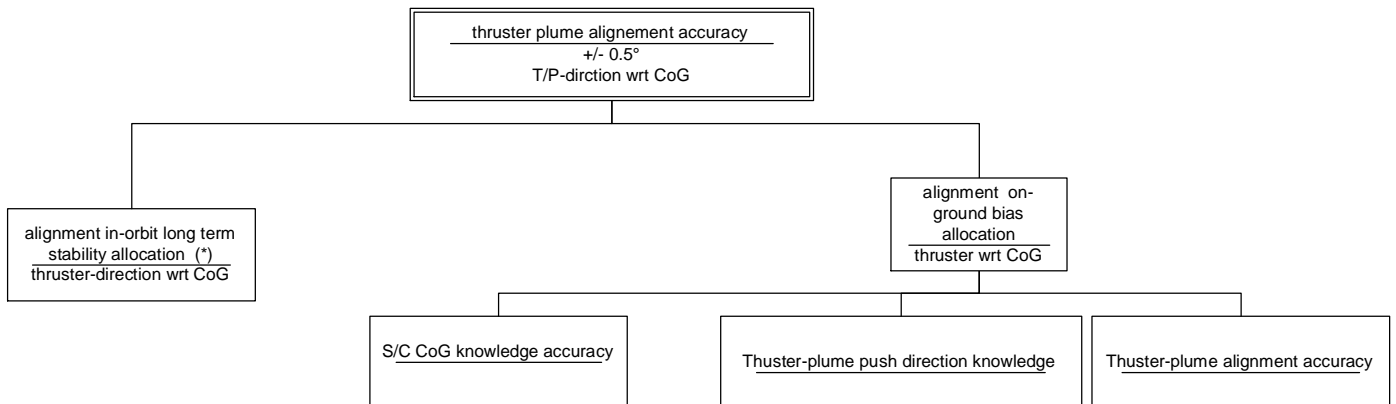 thruster plume alignement accuracy
+/- 0.5°
T/P-dirction wrt CoG
alignment in-orbit long term
stability allocation (*)
thruster-direction wrt CoG
alignment on-
ground bias
allocation
thruster wrt CoG
S/C CoG knowledge accuracy
Thuster-plume push direction knowledge
Thuster-plume alignment accuracy